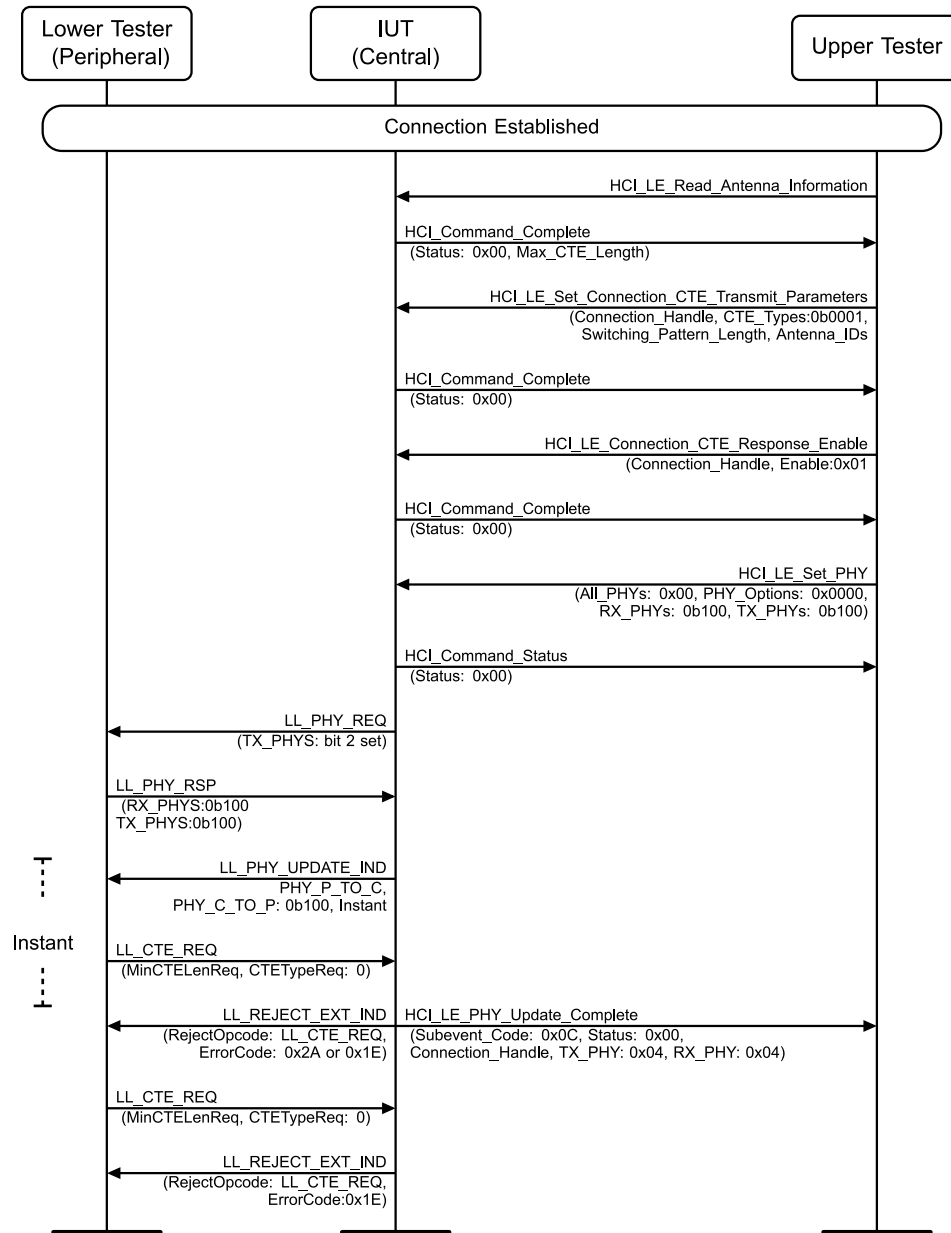 Lower Tester
(Peripheral)
IUT
(Central)
Upper Tester
Connection Established
HCI_LE_Read_Antenna_Information
HCI_Command_Complete
(Status: 0x00, Max_CTE_Length)
HCI_LE_Set_Connection_CTE_Transmit_Parameters
(Connection_Handle, CTE_Types:0b0001,
Switching_Pattern_Length, Antenna_IDs
HCI_Command_Complete
(Status: 0x00)
HCI_LE_Connection_CTE_Response_Enable
(Connection_Handle, Enable:0x01
HCI_Command_Complete
(Status: 0x00)
HCI_LE_Set_PHY
(All_PHYs: 0x00, PHY_Options: 0x0000,
RX_PHYs: 0b100, TX_PHYs: 0b100)
HCI_Command_Status
(Status: 0x00)
LL_PHY_REQ
(TX_PHYS: bit 2 set)
LL_PHY_RSP
(RX_PHYS:0b100
TX_PHYS:0b100)
LL_PHY_UPDATE_IND
PHY_P_TO_C,
PHY_C_TO_P: 0b100, Instant
Instant
LL_CTE_REQ
(MinCTELenReq, CTETypeReq: 0)
LL_REJECT_EXT_IND
(RejectOpcode: LL_CTE_REQ,
ErrorCode: 0x2A or 0x1E)
HCI_LE_PHY_Update_Complete
(Subevent_Code: 0x0C, Status: 0x00,
Connection_Handle, TX_PHY: 0x04, RX_PHY: 0x04)
LL_CTE_REQ
(MinCTELenReq, CTETypeReq: 0)
LL_REJECT_EXT_IND
(RejectOpcode: LL_CTE_REQ,
ErrorCode:0x1E)